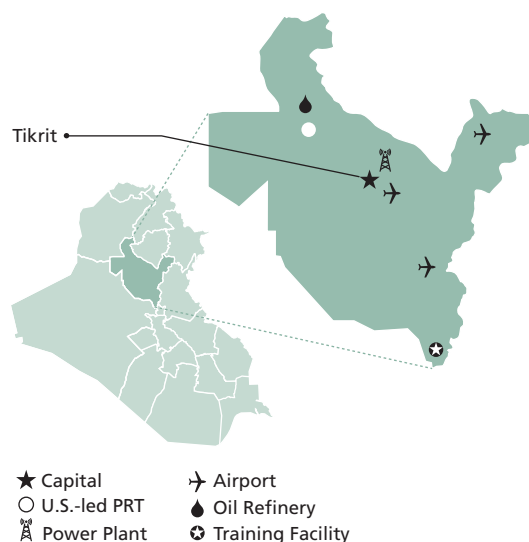 Tikrit
Capital
U.S.-led PRT
Power Plant
Airport
Oil Refinery
Training Facility